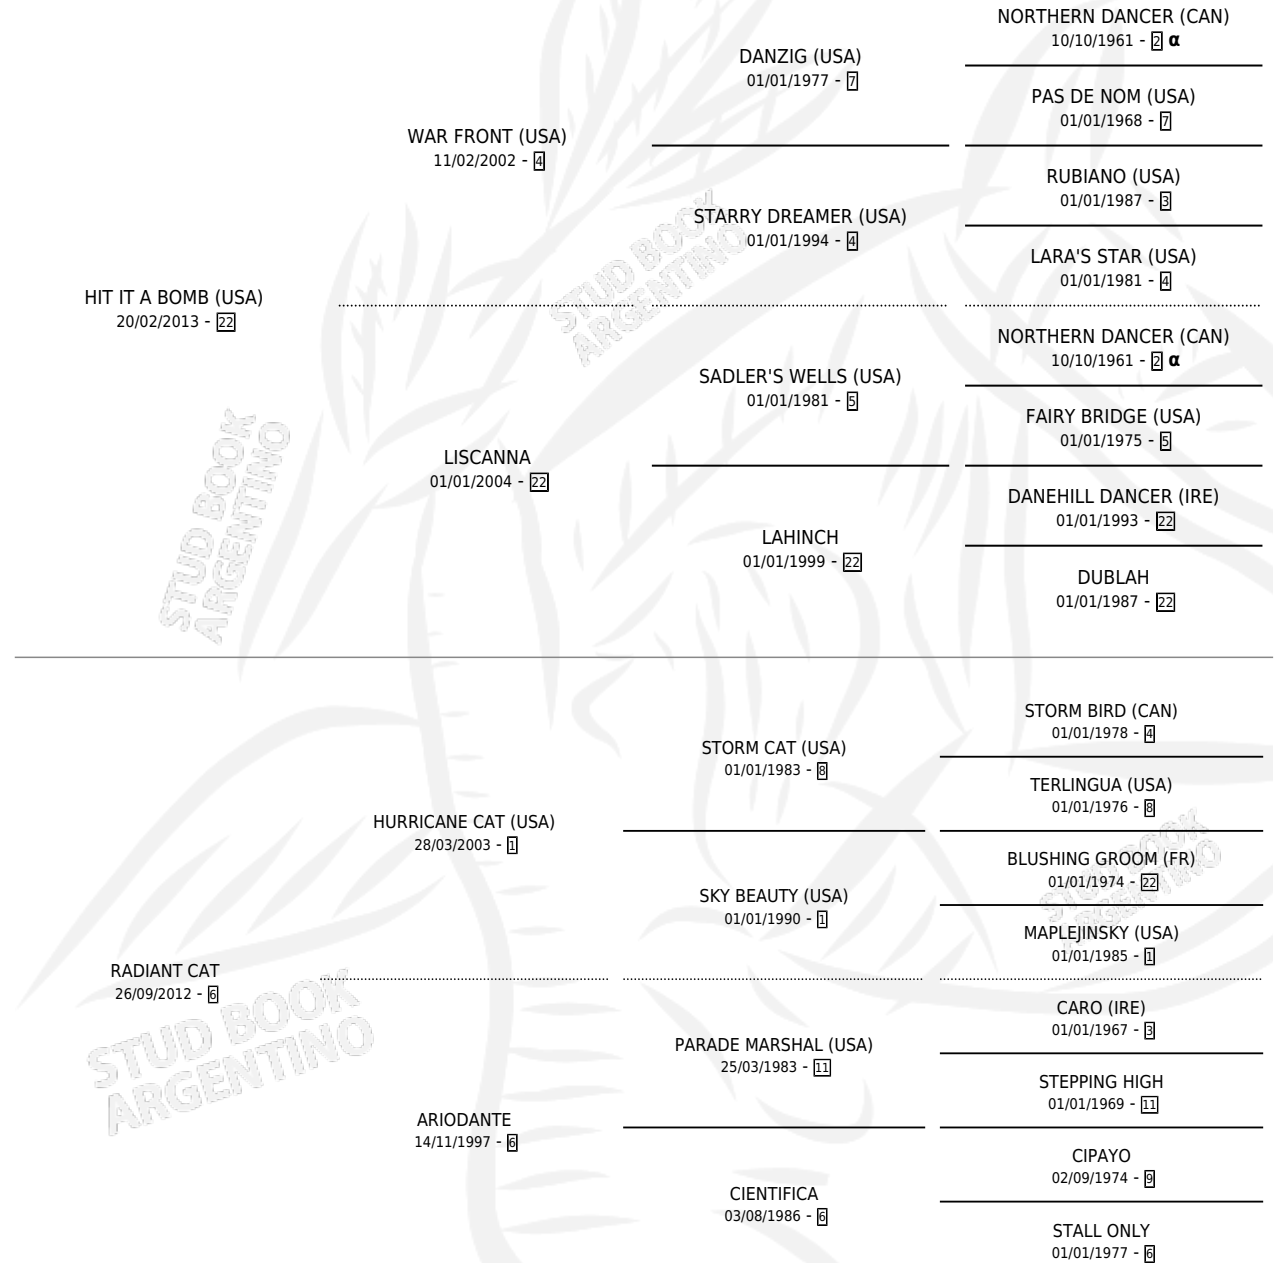 NORTHERN DANCER (CAN)
10/10/1961 - 2 α
DANZIG (USA)
01/01/1977 - 7
PAS DE NOM (USA)
01/01/1968 - 7
WAR FRONT (USA)
11/02/2002 - 4
RUBIANO (USA)
01/01/1987 - 3
STARRY DREAMER (USA)
01/01/1994 - 4
LARA'S STAR (USA)
01/01/1981 - 4
HIT IT A BOMB (USA)
20/02/2013 - 22
NORTHERN DANCER (CAN)
10/10/1961 - 2 α
SADLER'S WELLS (USA)
01/01/1981 - 5
FAIRY BRIDGE (USA)
01/01/1975 - 5
LISCANNA
01/01/2004 - 22
DANEHILL DANCER (IRE)
01/01/1993 - 22
LAHINCH
01/01/1999 - 22
DUBLAH
01/01/1987 - 22
STORM BIRD (CAN)
01/01/1978 - 4
STORM CAT (USA)
01/01/1983 - 8
TERLINGUA (USA)
01/01/1976 - 8
HURRICANE CAT (USA)
28/03/2003 - 1
BLUSHING GROOM (FR)
01/01/1974 - 22
SKY BEAUTY (USA)
01/01/1990 - 1
MAPLEJINSKY (USA)
01/01/1985 - 1
RADIANT CAT
26/09/2012 - 6
CARO (IRE)
01/01/1967 - 3
PARADE MARSHAL (USA)
25/03/1983 - 11
STEPPING HIGH
01/01/1969 - 11
ARIODANTE
14/11/1997 - 6
CIPAYO
02/09/1974 - 9
CIENTIFICA
03/08/1986 - 6
STALL ONLY
01/01/1977 - 6
STUD BOOK
ARGENTINO
STUD BOOK
ARGENTINO
STUD BOOK
ARGENTINO
STUD BOOK
ARGENTINO